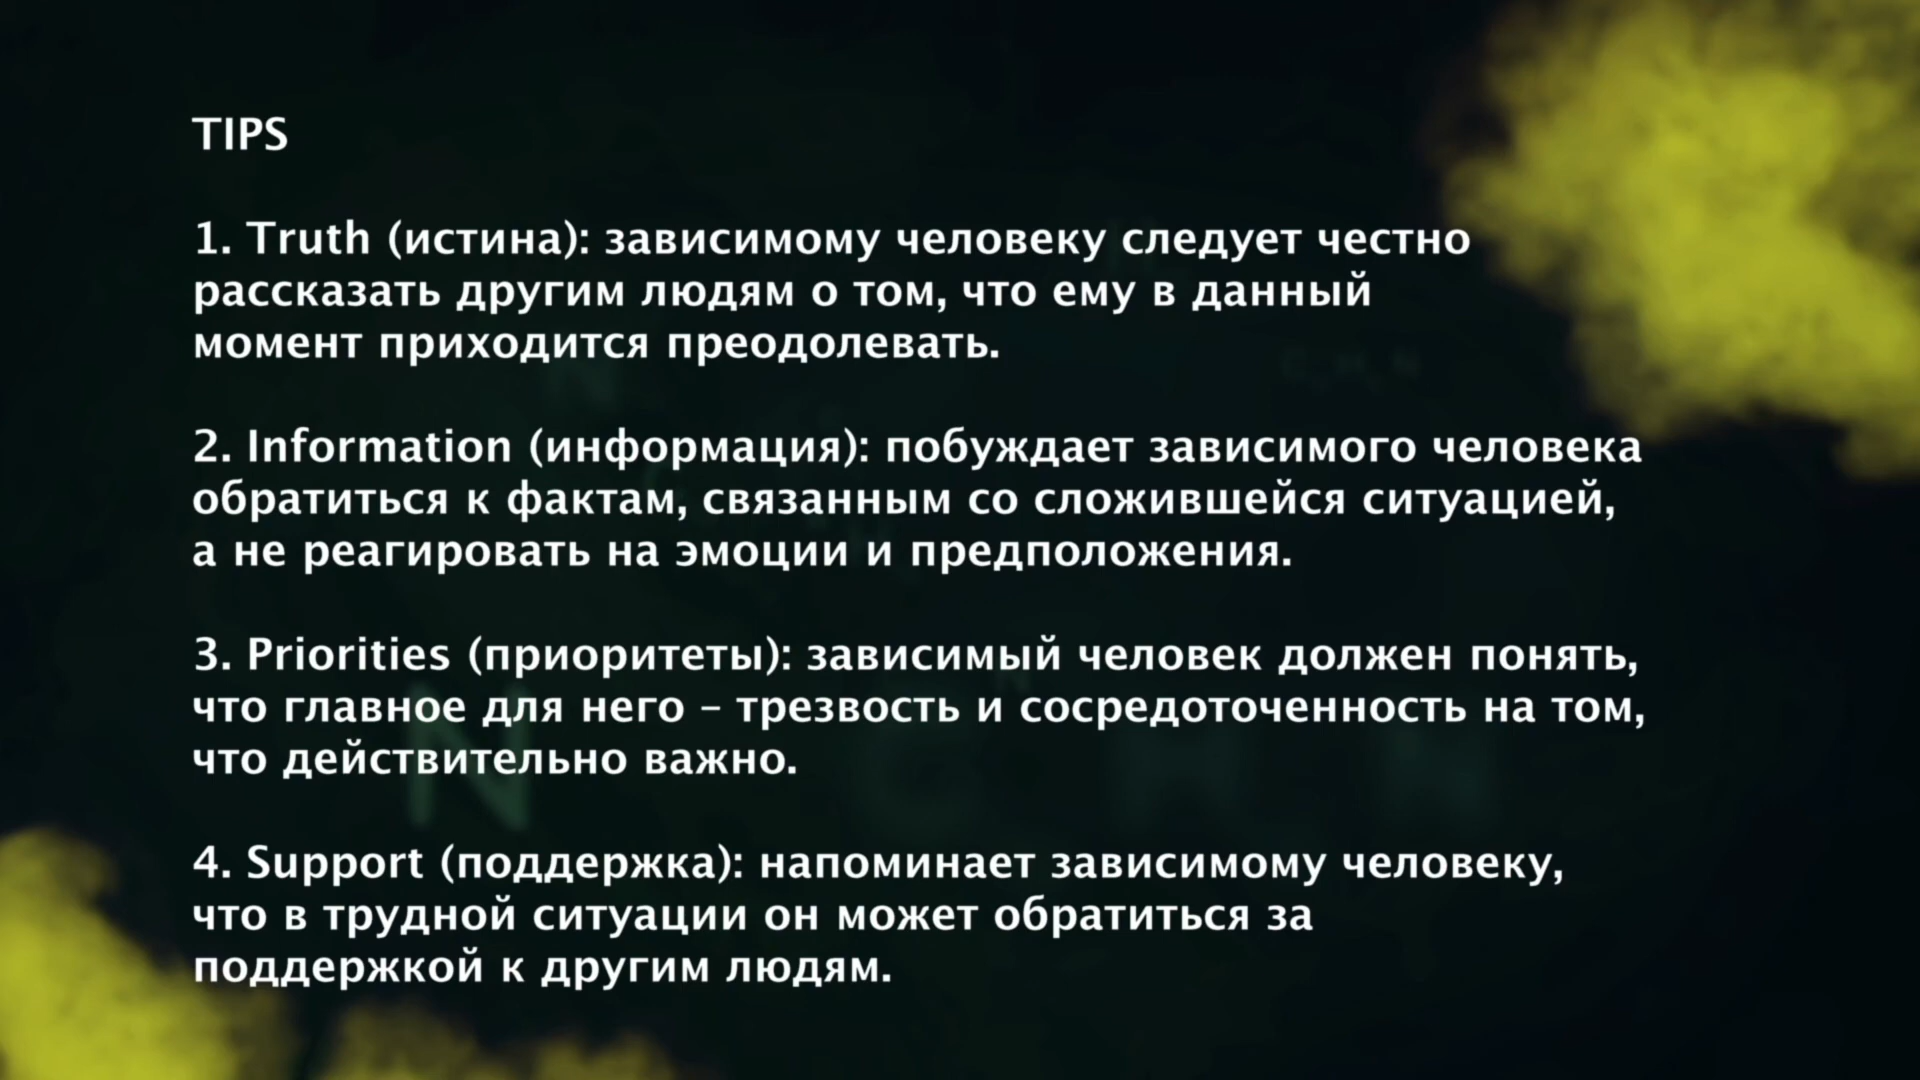 TIPS
1. Truth (истина): зависимому человеку следует честно
рассказать другим людям о том, что ему в данный
момент приходится преодолевать.
2. Information (информация): побуждает зависимого человека
обратиться к фактам, связанным со сложившейся ситуацией,
а не реагировать на эмоции и предположения.
3. Priorities (приоритеты): зависимый человек должен понять,
что главное для него – трезвость и сосредоточенность на том,
что действительно важно.
4. Support (поддержка): напоминает зависимому человеку,
что в трудной ситуации он может обратиться за
поддержкой к другим людям.